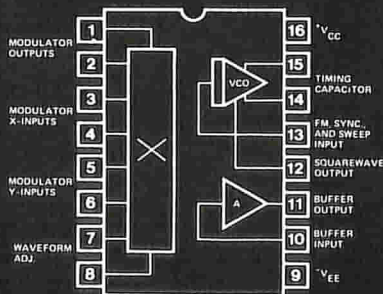 1
MODULATOR
OUTPUTS
2
3
MODULATOR
X-INPUTS
4
5
MODULATOR
Y-INPUTS
6
7
WAVEFORM
ADJ.
8
X
VCO
A
16
+VCC
15
TIMING
CAPACITOR
14
13
FM, SYNC.,
AND SWEEP
INPUT
12
SQUAREWAVE
OUTPUT
11
BUFFER
OUTPUT
10
BUFFER
INPUT
9
-VEE